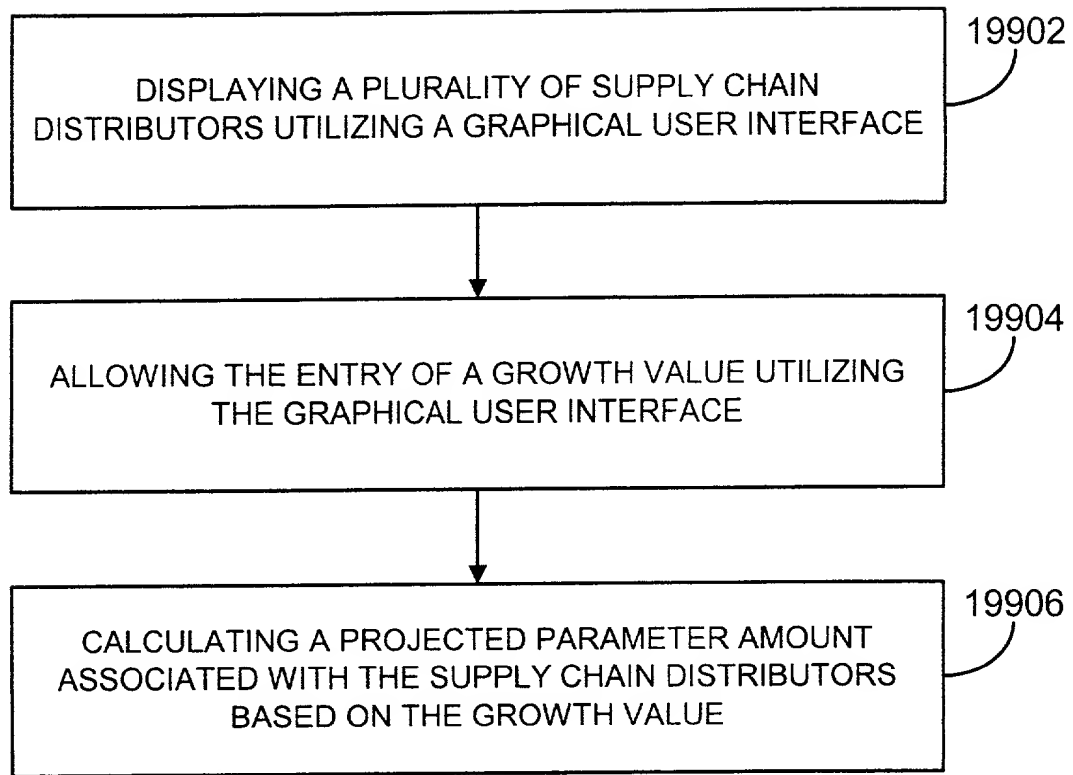 19902
DISPLAYING A PLURALITY OF SUPPLY CHAIN
DISTRIBUTORS UTILIZING A GRAPHICAL USER INTERFACE
19904
ALLOWING THE ENTRY OF A GROWTH VALUE UTILIZING
THE GRAPHICAL USER INTERFACE
19906
CALCULATING A PROJECTED PARAMETER AMOUNT
ASSOCIATED WITH THE SUPPLY CHAIN DISTRIBUTORS
BASED ON THE GROWTH VALUE